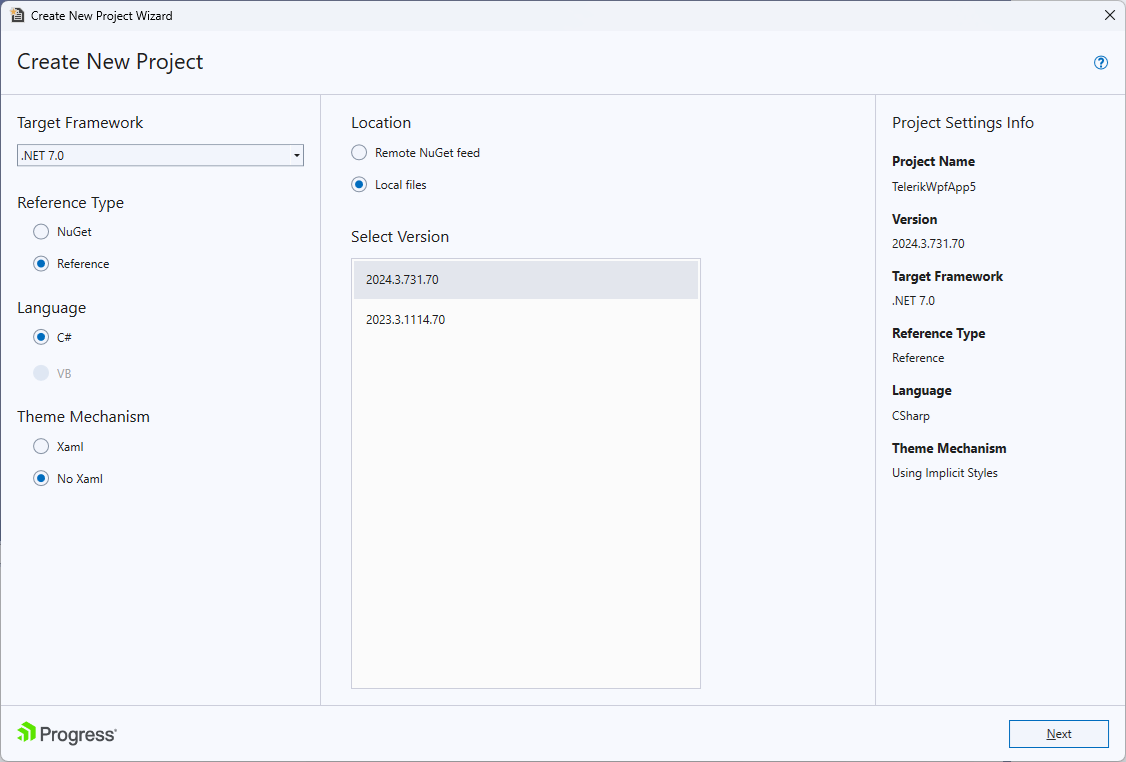 Create New Project Wizard
Create New Project
Target Framework
.NET 7.0
Reference Type
NuGet
Reference
Language
C#
VB
Theme Mechanism
Xaml
No Xaml
Location
Remote NuGet feed
Local files
Select Version
2024.3.731.70
2023.3.1114.70
Project Settings Info
Project Name
TelerikWpfApp5
Version
2024.3.731.70
Target Framework
.NET 7.0
Reference Type
Reference
Language
CSharp
Theme Mechanism
Using Implicit Styles
Progress
Next